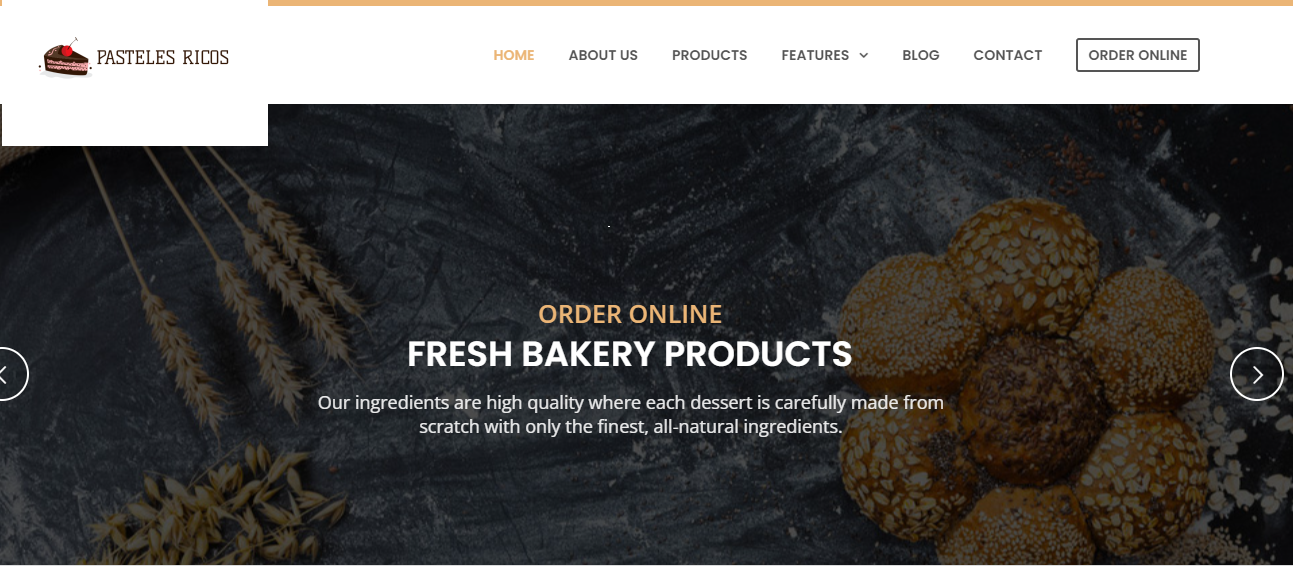 PASTELES RICOS
HOME ABOUT US PRODUCTS FEATURES BLOG CONTACT ORDER ONLINE
ORDER ONLINE
FRESH BAKERY PRODUCTS
Our ingredients are high quality where each dessert is carefully made from
scratch with only the finest, all-natural ingredients.